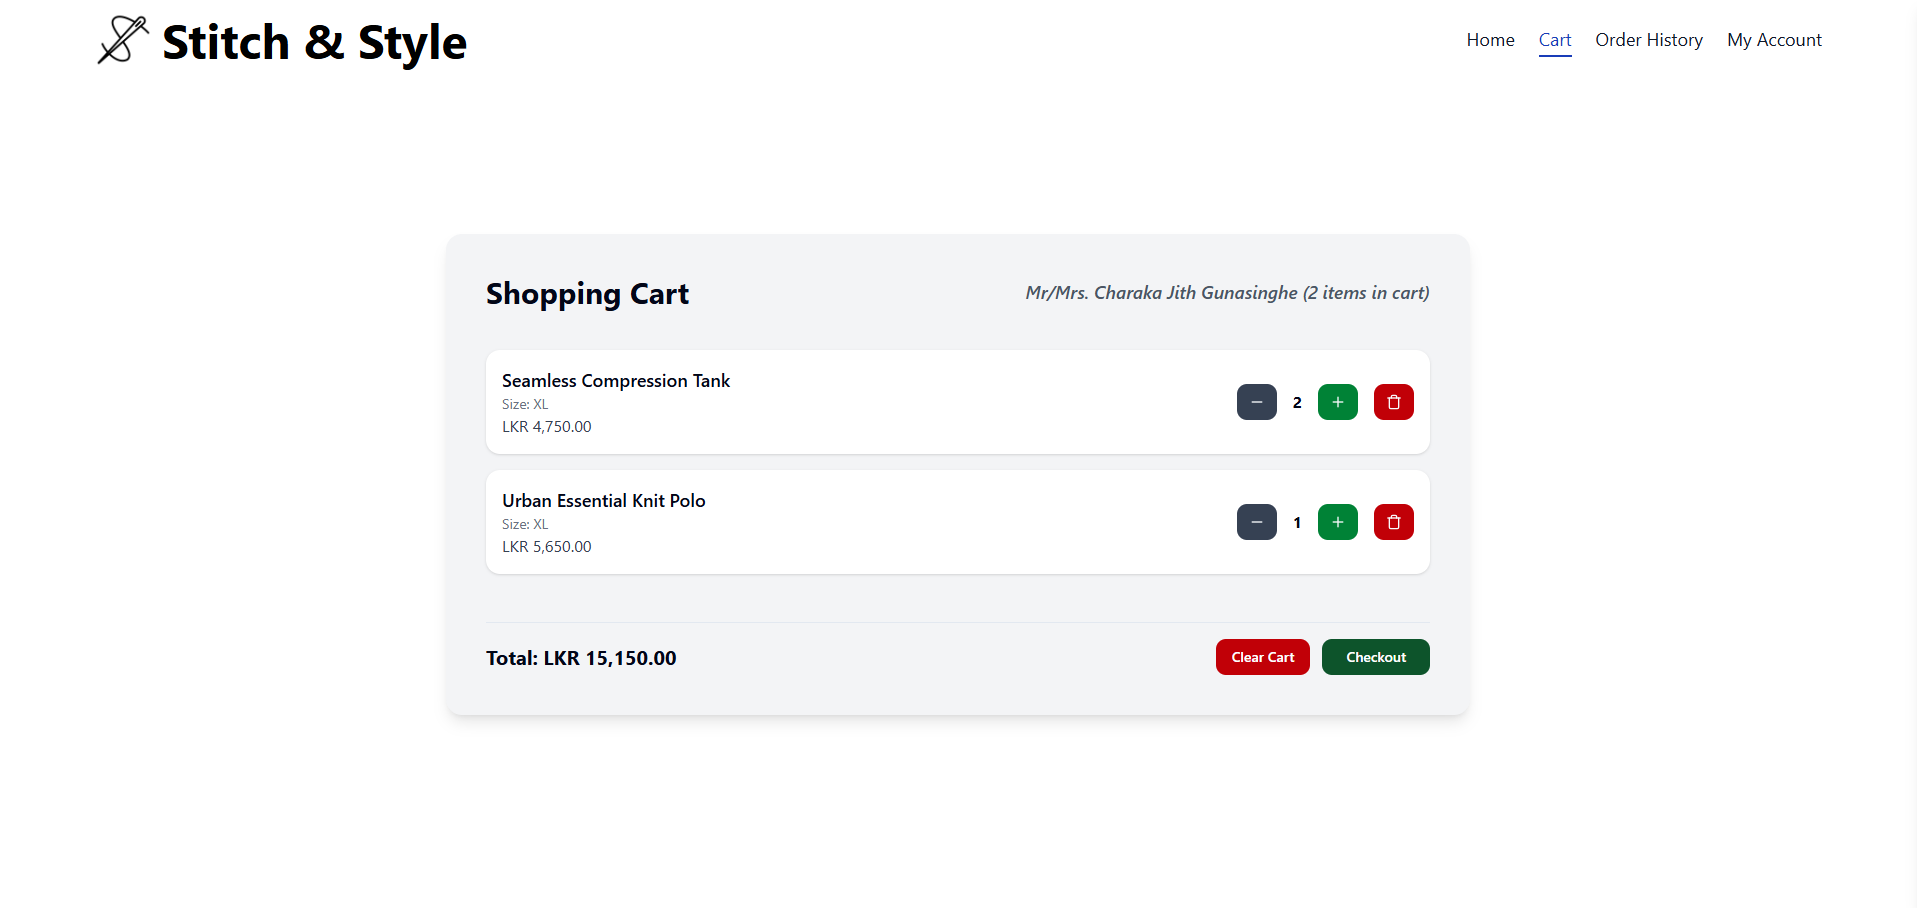 Stitch & Style
Home Cart Order History My Account
Shopping Cart
Mr/Mrs. Charaka Jith Gunasinghe (2 items in cart)
Seamless Compression Tank
Size: XL
LKR 4,750.00
− 2 +
Urban Essential Knit Polo
Size: XL
LKR 5,650.00
− 1 +
Total: LKR 15,150.00
Clear Cart Checkout